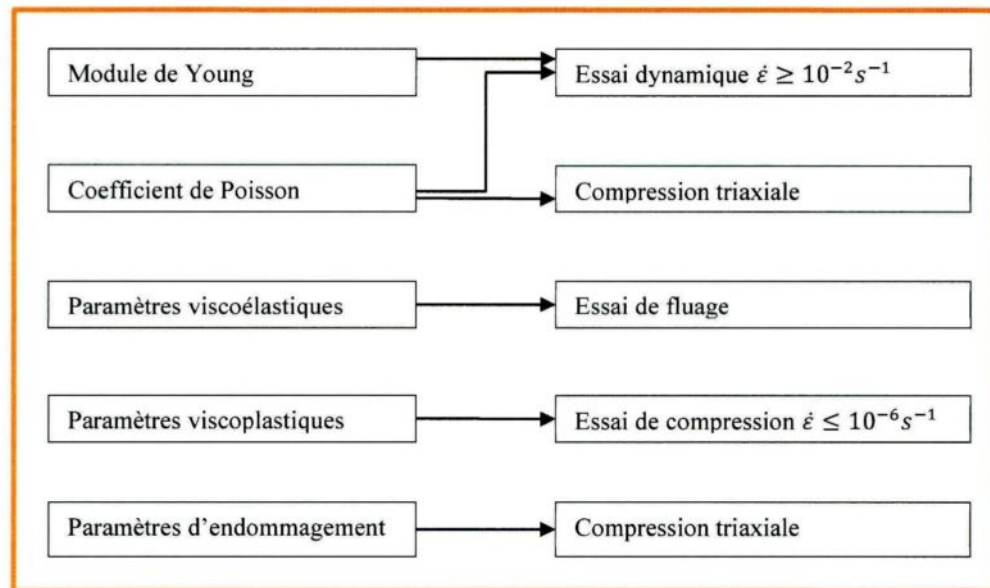 Module de Young
Essai dynamique ε̇ ≥ 10⁻²s⁻¹
Coefficient de Poisson
Compression triaxiale
Paramètres viscoélastiques
Essai de fluage
Paramètres viscoplastiques
Essai de compression ε̇ ≤ 10⁻⁶s⁻¹
Paramètres d'endommagement
Compression triaxiale